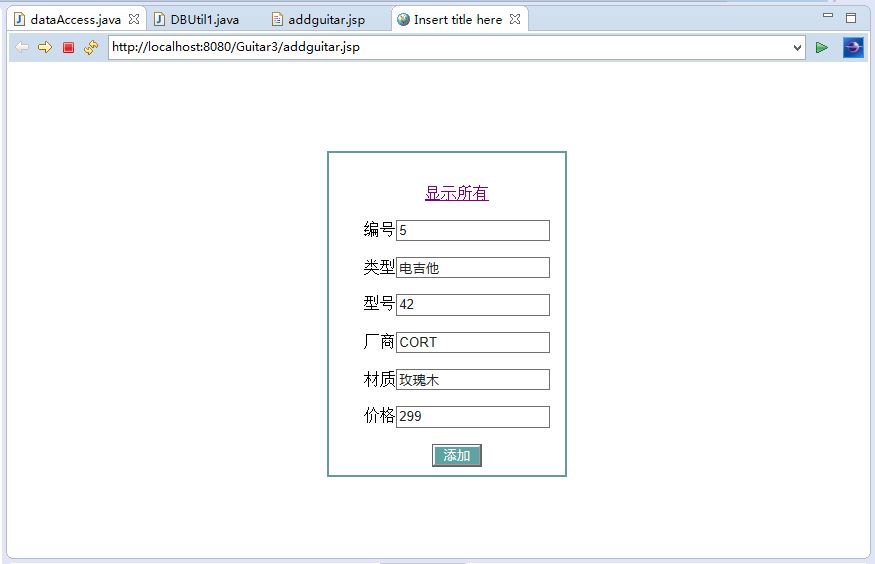 dataAccess.java DBUtil1.java addguitar.jsp Insert title here
http://localhost:8080/Guitar3/addguitar.jsp
显示所有
编号 5
类型 电吉他
型号 42
厂商 CORT
材质 玫瑰木
价格 299
添加